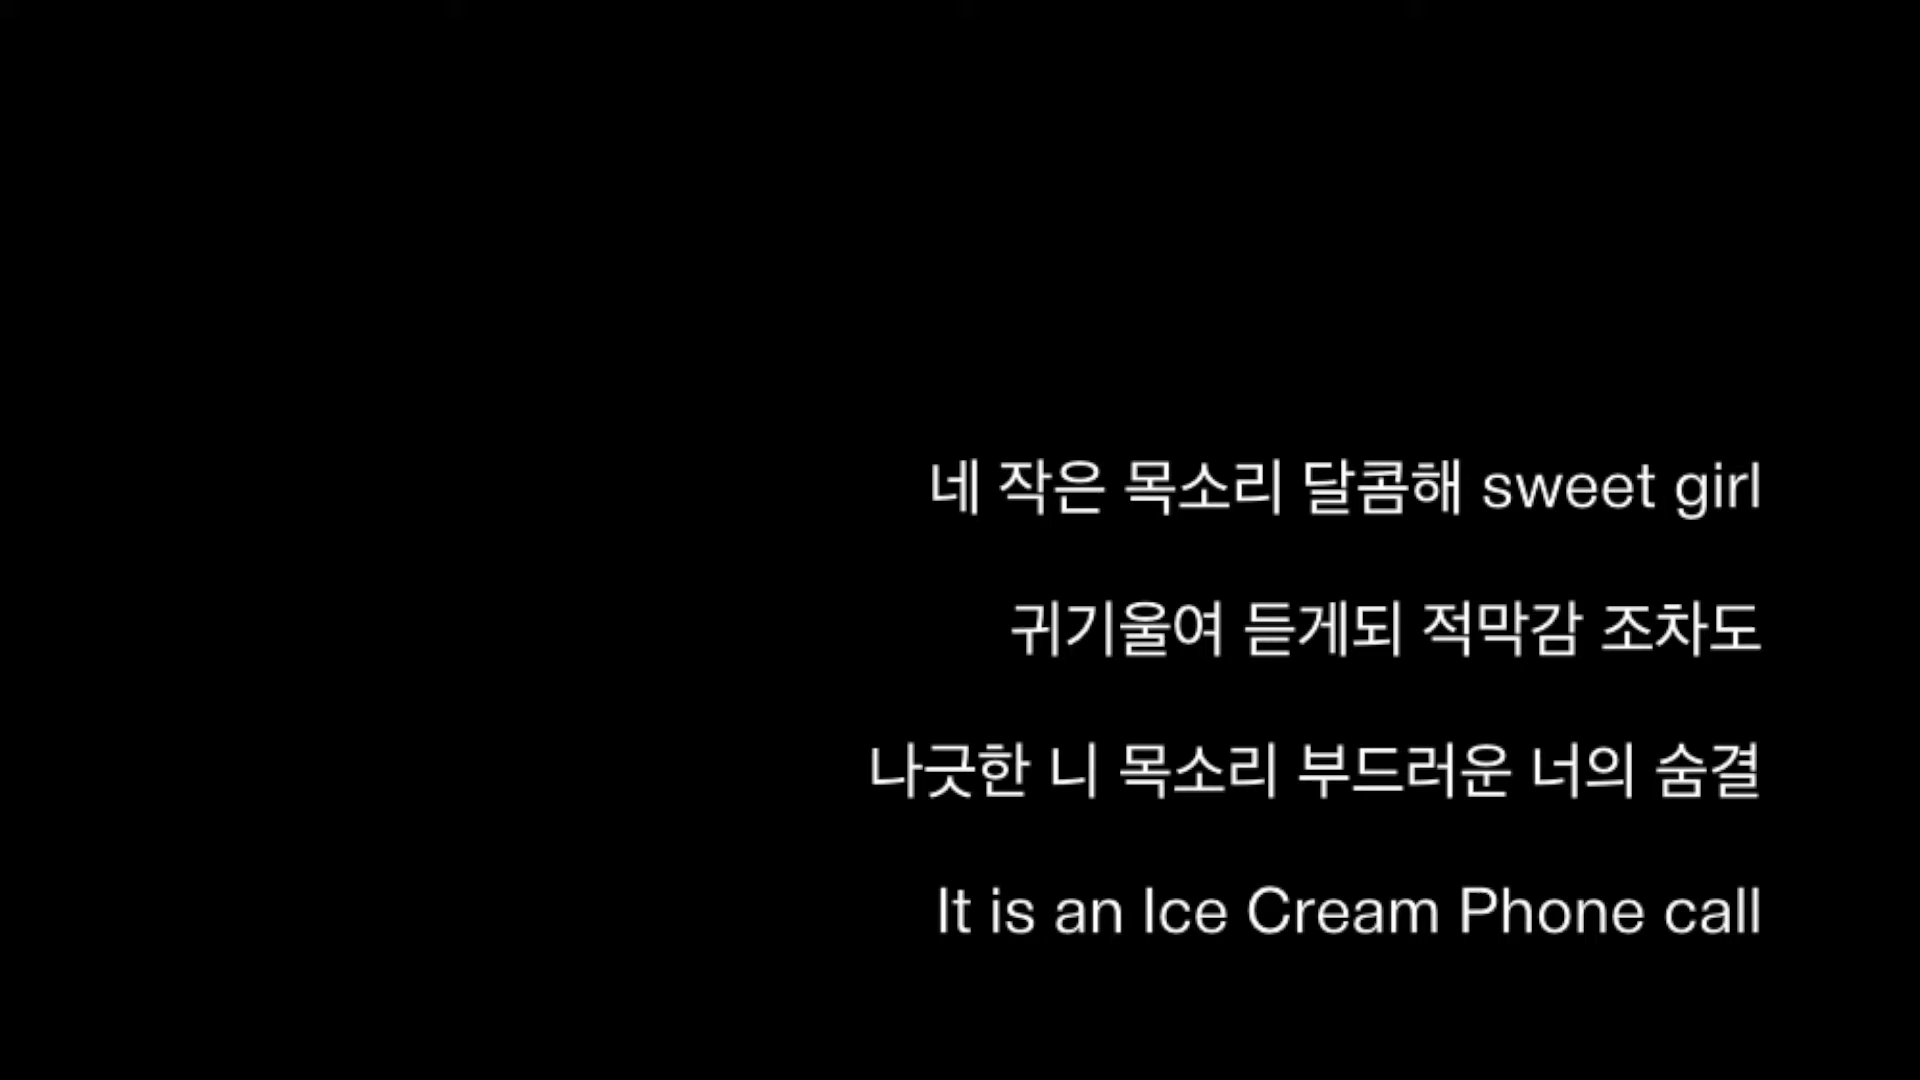 네 작은 목소리 달콤해 sweet girl
귀기울여 듣게되 적막감 조차도
나긋한 니 목소리 부드러운 너의 숨결
It is an Ice Cream Phone call